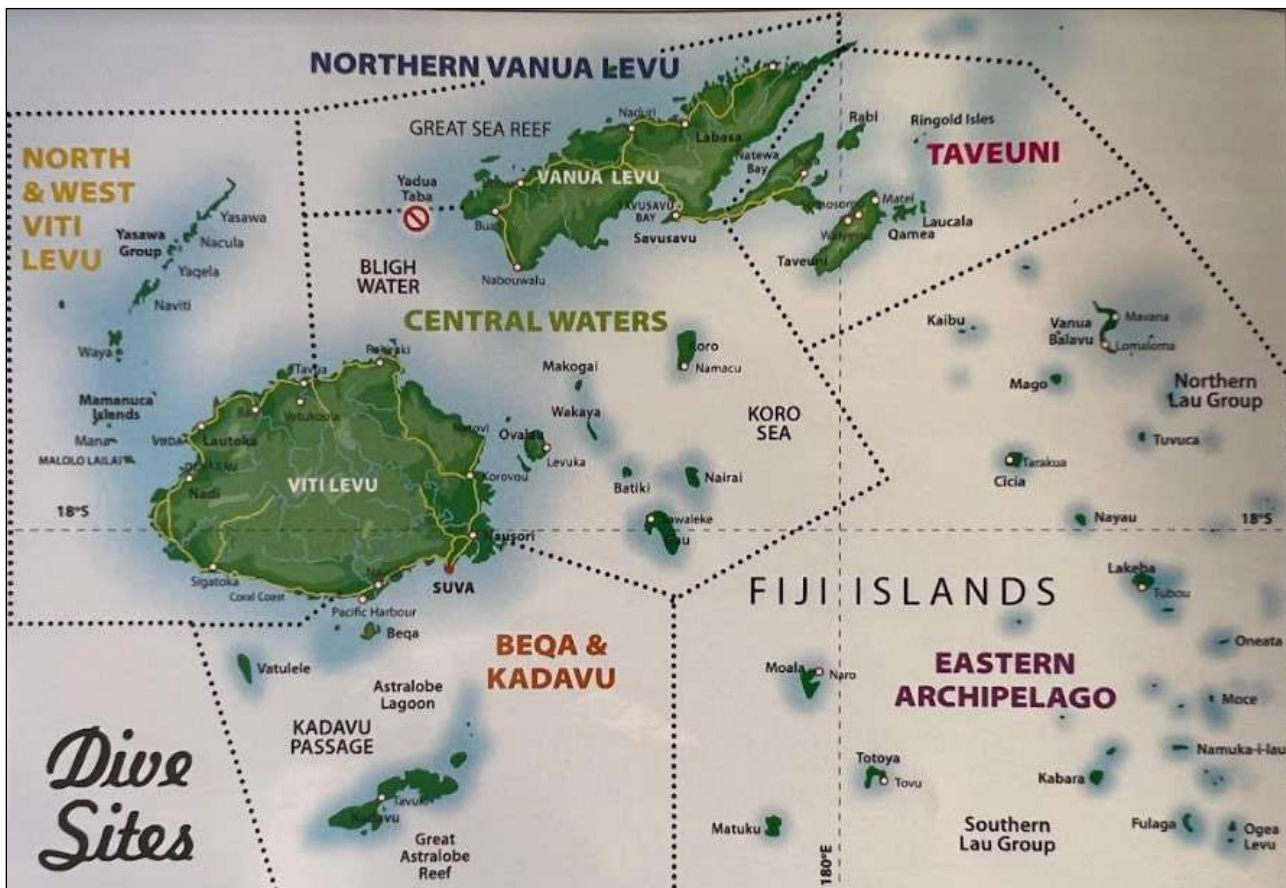 NORTHERN VANUA LEVU
GREAT SEA REEF
Naduri
Labasa
Natewa
Bay
Rabi
Ringold Isles
TAVEUNI
NORTH
& WEST
VITI
LEVU
Yadua
Taba
VANUA LEVU
SAVUSAVU
BAY
Savusavu
Matei
Laucala
Qamea
Taveuni
Yasawa
Yasawa
Group
Nacula
Yaqela
Naviti
Bua
BLIGH
WATER
Nabouwalu
CENTRAL WATERS
Kaibu
Vanua
Balavu
Mavana
Lomaloma
Waya
Tavua
Koro
Namacu
Makogai
Mago
Northern
Lau Group
Mamanuca
Islands
Vatukoula
Wakaya
KORO
SEA
Mana
VUDA
Lautoka
Ovalau
Levuka
Tuvuca
MALOLO LAILAI
Nadi
VITI LEVU
Korovou
Batiki
Nairai
Tarakua
Cicia
18°S
Nayau
18°S
Nausori
Gau
Sigatoka
Coral Coast
SUVA
FIJI ISLANDS
Lakeba
Tubou
Pacific Harbour
Beqa
BEQA &
KADAVU
Oneata
Vatulele
Astralobe
Lagoon
Moala
Naro
EASTERN
ARCHIPELAGO
Moce
KADAVU
PASSAGE
Namuka-i-lau
Dive
Sites
Totoya
Tovu
Kabara
Tavuki
Kadavu
Matuku
Great
Astralobe
Reef
Southern
Lau Group
Fulaga
Ogea
Levu
180°E